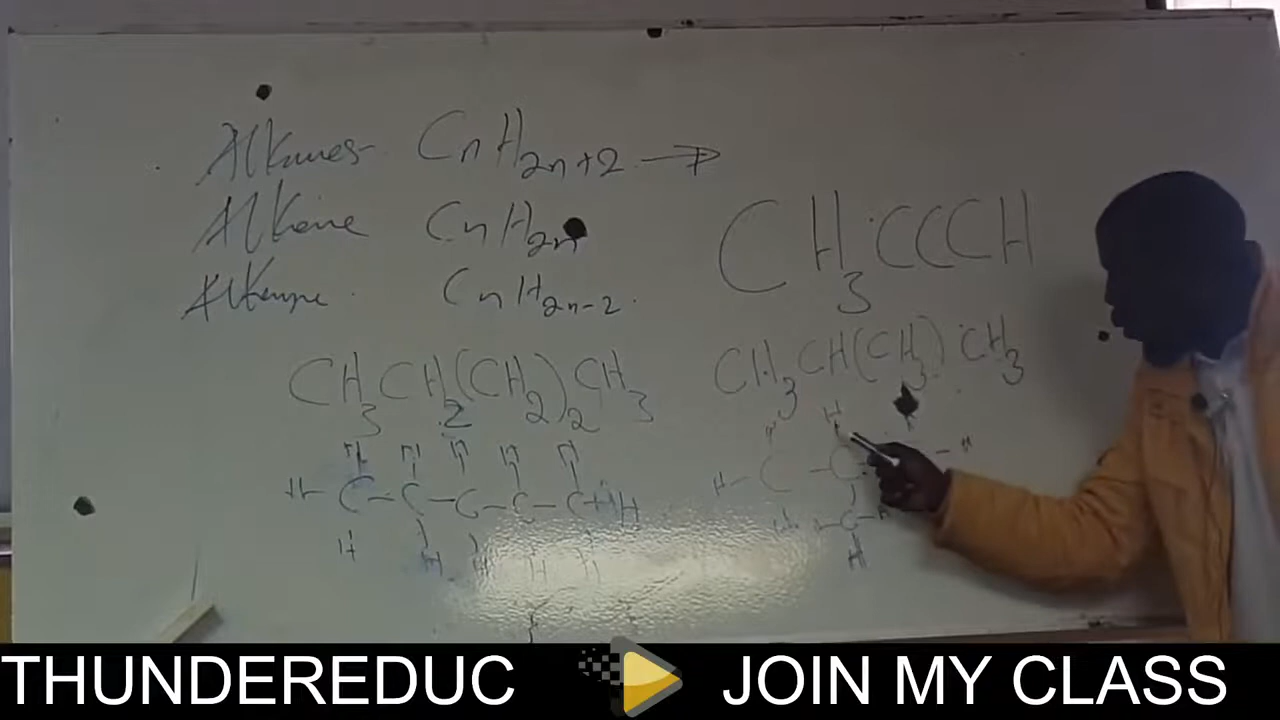 Alkanes- CnH2n+2 →
Alkene CnH2n
Alkyne CnH2n-2
CH3CCCH
CH3CH2(CH2)2CH3
CH3CH(CH3)CH3
H H H H H
H-C-C-C-C-C-H
H H H H H
H
H- C -C -H
C
H
THUNDEREDUC JOIN MY CLASS